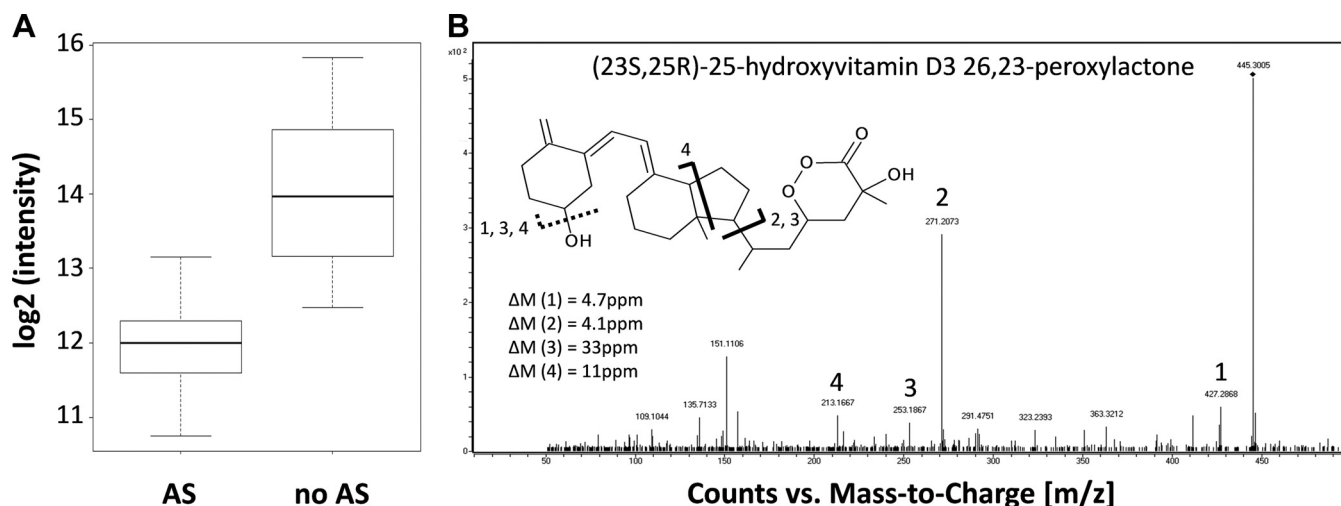 A
16
15
14
13
12
11
log2 (intensity)
AS
no AS
B
x10 2
5
4
3
2
1
0
(23S,25R)-25-hydroxyvitamin D3 26,23-peroxylactone
445.3005
4
O
O
O
OH
1, 3, 4
OH
2, 3
2
271.2073
ΔM (1) = 4.7ppm
ΔM (2) = 4.1ppm
ΔM (3) = 33ppm
ΔM (4) = 11ppm
151.1106
135.7133
109.1044
4
213.1667
3
253.1867
291.4751
323.2393
363.3212
1
427.2868
50 100 150 200 250 300 350 400 450
Counts vs. Mass-to-Charge [m/z]